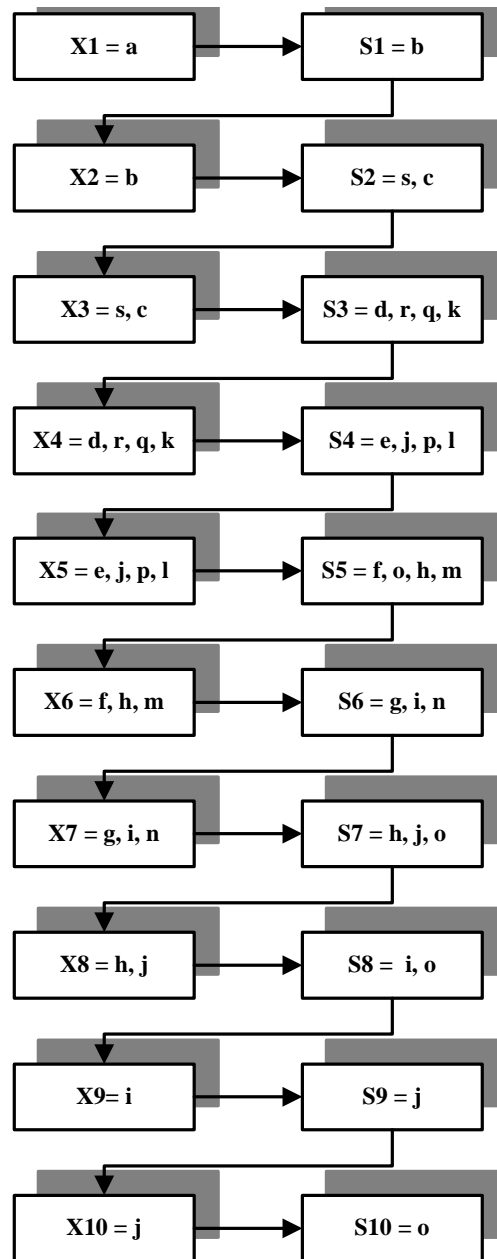 X1 = a
S1 = b
X2 = b
S2 = s, c
X3 = s, c
S3 = d, r, q, k
X4 = d, r, q, k
S4 = e, j, p, l
X5 = e, j, p, l
S5 = f, o, h, m
X6 = f, h, m
S6 = g, i, n
X7 = g, i, n
S7 = h, j, o
X8 = h, j
S8 =  i, o
X9= i
S9 = j
X10 = j
S10 = o